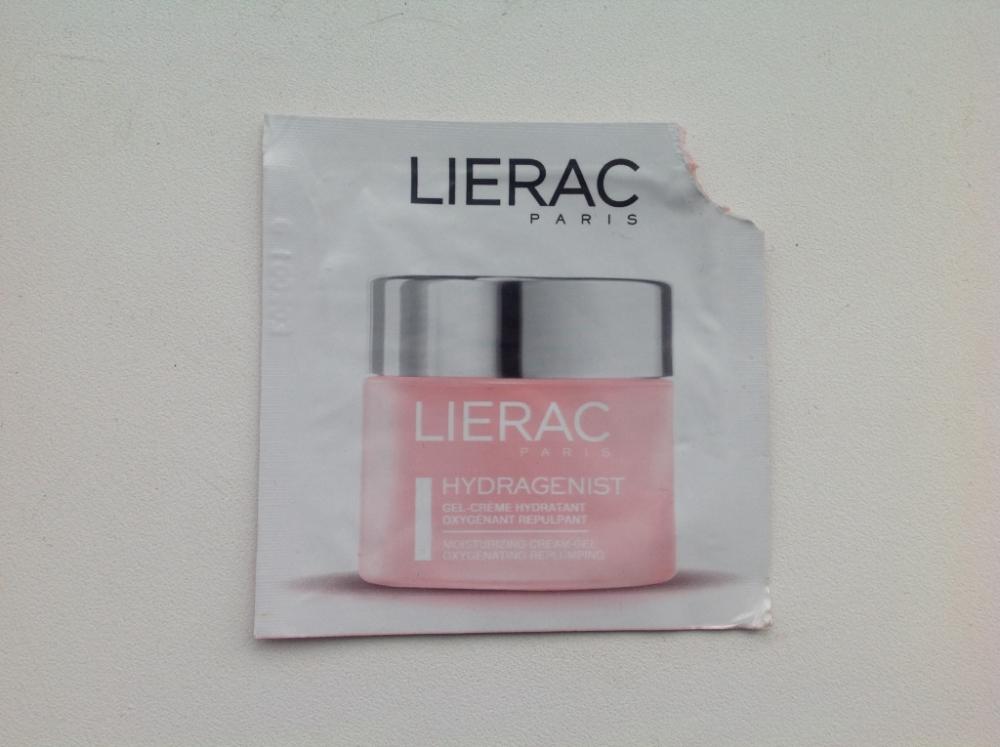 LIERAC
PARIS
LIERAC
PARIS
HYDRAGENIST
GEL-CRÈME HYDRATANT
OXYGÉNANT REPULPANT
MOISTURIZING CREAM-GEL
OXYGENATING REPLUMPING